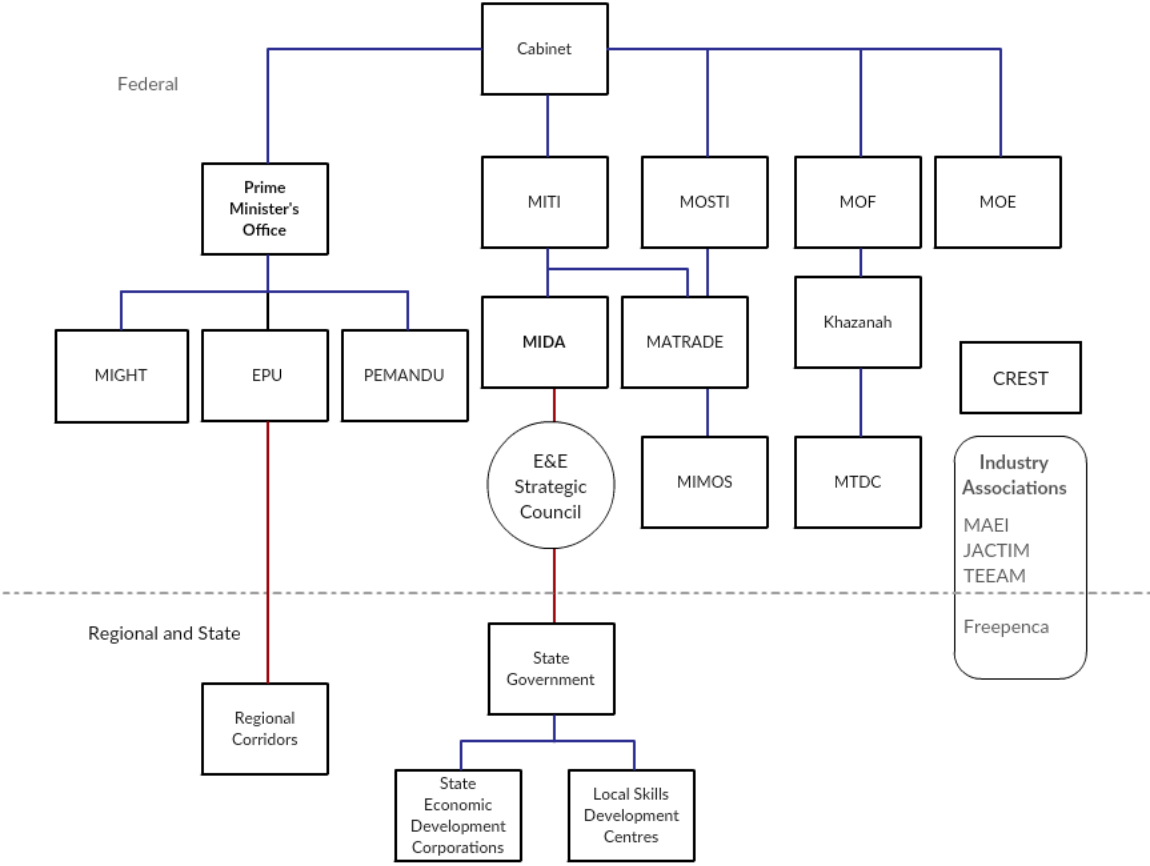 Cabinet
Federal
Prime
Minister's
Office
MITI
MOSTI
MOF
MOE
MIGHT
EPU
PEMANDU
MIDA
MATRADE
Khazanah
CREST
E&E
Strategic
Council
MIMOS
MTDC
Industry
Associations
MAEI
JACTIM
TEEAM
Freepenca
Regional and State
State
Government
Regional
Corridors
State
Economic
Development
Corporations
Local Skills
Development
Centres